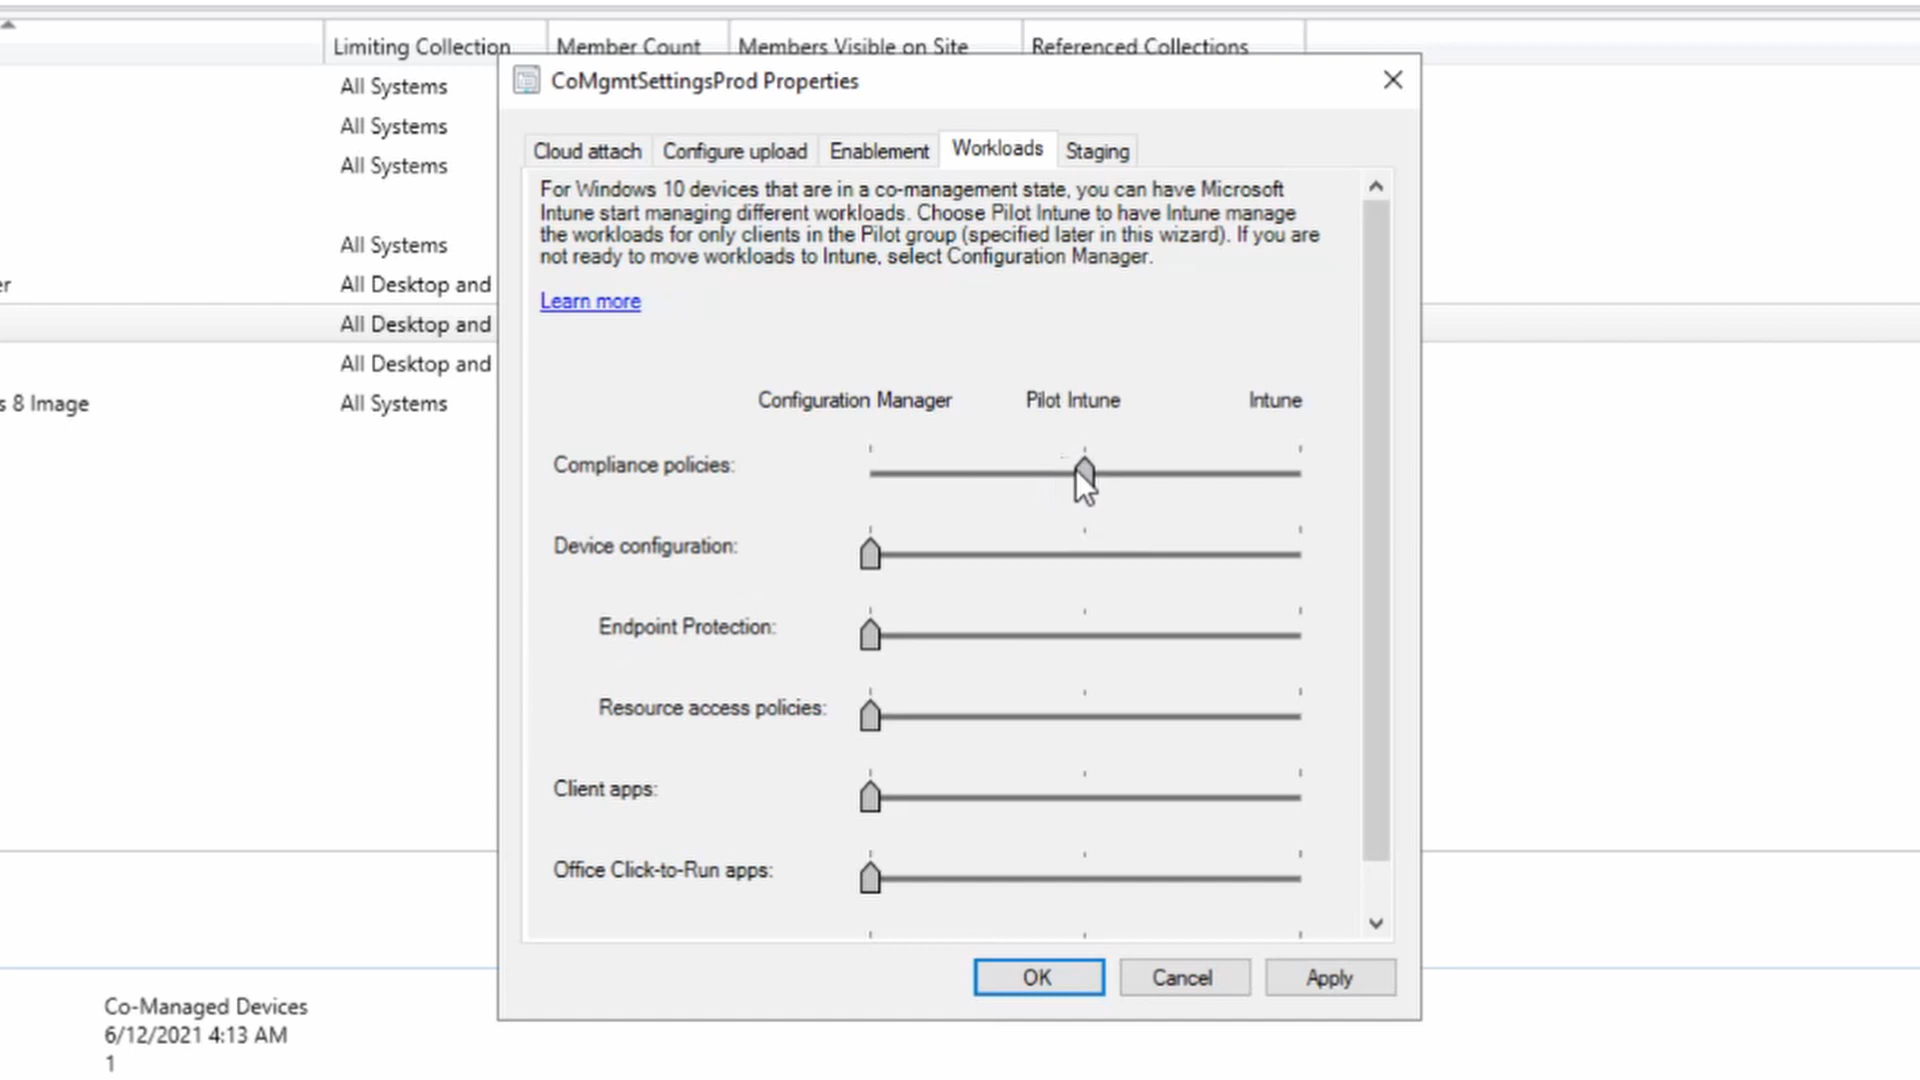 Limiting Collection Member Count Members Visible on Site Referenced Collections
All Systems
All Systems
All Systems
All Systems
er All Desktop and
All Desktop and
All Desktop and
s 8 Image All Systems
CoMgmtSettingsProd Properties
Cloud attach Configure upload Enablement Workloads Staging
For Windows 10 devices that are in a co-management state, you can have Microsoft
Intune start managing different workloads. Choose Pilot Intune to have Intune manage
the workloads for only clients in the Pilot group (specified later in this wizard). If you are
not ready to move workloads to Intune, select Configuration Manager.
Learn more
Configuration Manager Pilot Intune Intune
Compliance policies:
Device configuration:
Endpoint Protection:
Resource access policies:
Client apps:
Office Click-to-Run apps:
OK Cancel Apply
Co-Managed Devices
6/12/2021 4:13 AM
1